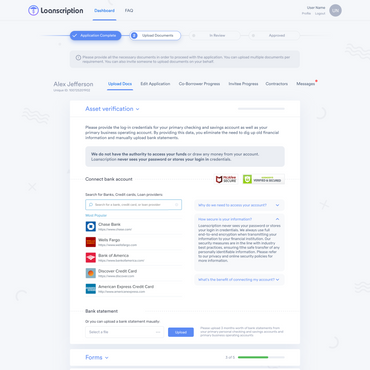 Loanscription
Dashboard
FAQ
User Name
Profile
Logout
UN
Application Complete
2
Upload Documents
3
In Review
4
Approved
Please provide all the necessary documents in order to proceed with the application. You can upload multiple documents per
requirement. You can also invite someone to upload documents on your behalf.
Alex Jefferson
Upload Docs
Edit Application
Co-Borrower Progress
Invitee Progress
Contractors
Messages
Asset verification
Please provide the log-in credentials for your primary checking and savings account as well as your
primary business operating account. By providing this data, you eliminate the need to dig up old financial
information and manually upload bank statements:
We do not have the authority to access your funds or draw any money from your account.
Loanscription never sees your password or stores your login in credentials.
Connect bank account
McAfee
SECURE
VERIFIED & SECURED
Search for Banks, Credit cards, Loan providers:
Search for a bank, credit card, or loan provider
Most Popular
Chase Bank
https://www.chase.com/
Wells Fargo
https://www.wellsfargo.com/
Bank of America
https://www.bankofamerica.com/
Discover Credit Card
https://www.discover.com/
American Express Credit Card
http://www.americanexpress.com
Why do we need to access your account?
How secure is your information?
Loanscription never sees your password or stores
your login in credentials. We always use full
end-to-end encryption when transmitting your
information to your financial institution. Our
security measures are in line with industry
best practices, ensuring title safe transfer of any
personally identifiable information. Please refer
to our privacy and online security policies for
more information.
What's the benefit of connecting my account?
Bank statement
Or you can upload a bank statement manually:
Select a file
Upload
Please upload 3 months worth of bank statements from
your primary personal checking and savings accounts and
primary business account
Forms